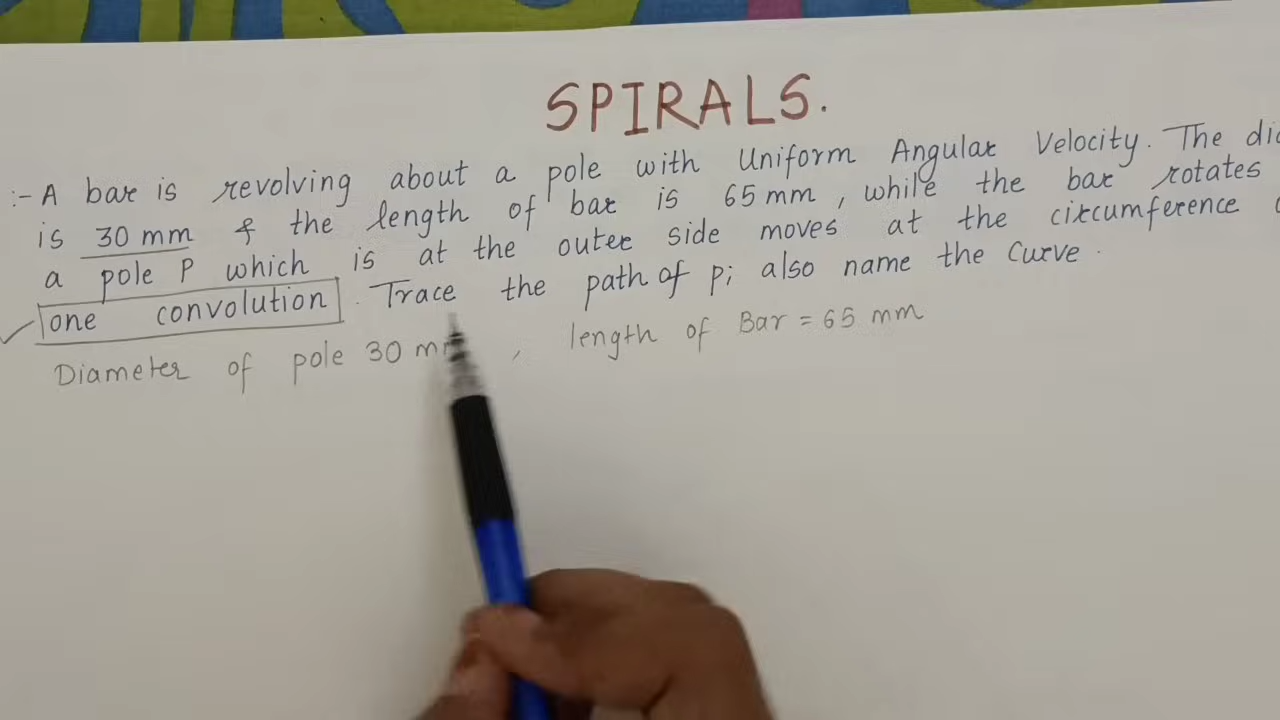 SPIRALS.
:- A bar is revolving about a pole with Uniform Angular Velocity. The dia
is 30 mm & the length of bar is 65 mm, while the bar rotates
a pole P which is at the outer side moves at the circumference
one convolution. Trace the path of p; also name the Curve.
Diameter of pole 30 mm, length of Bar = 65 mm